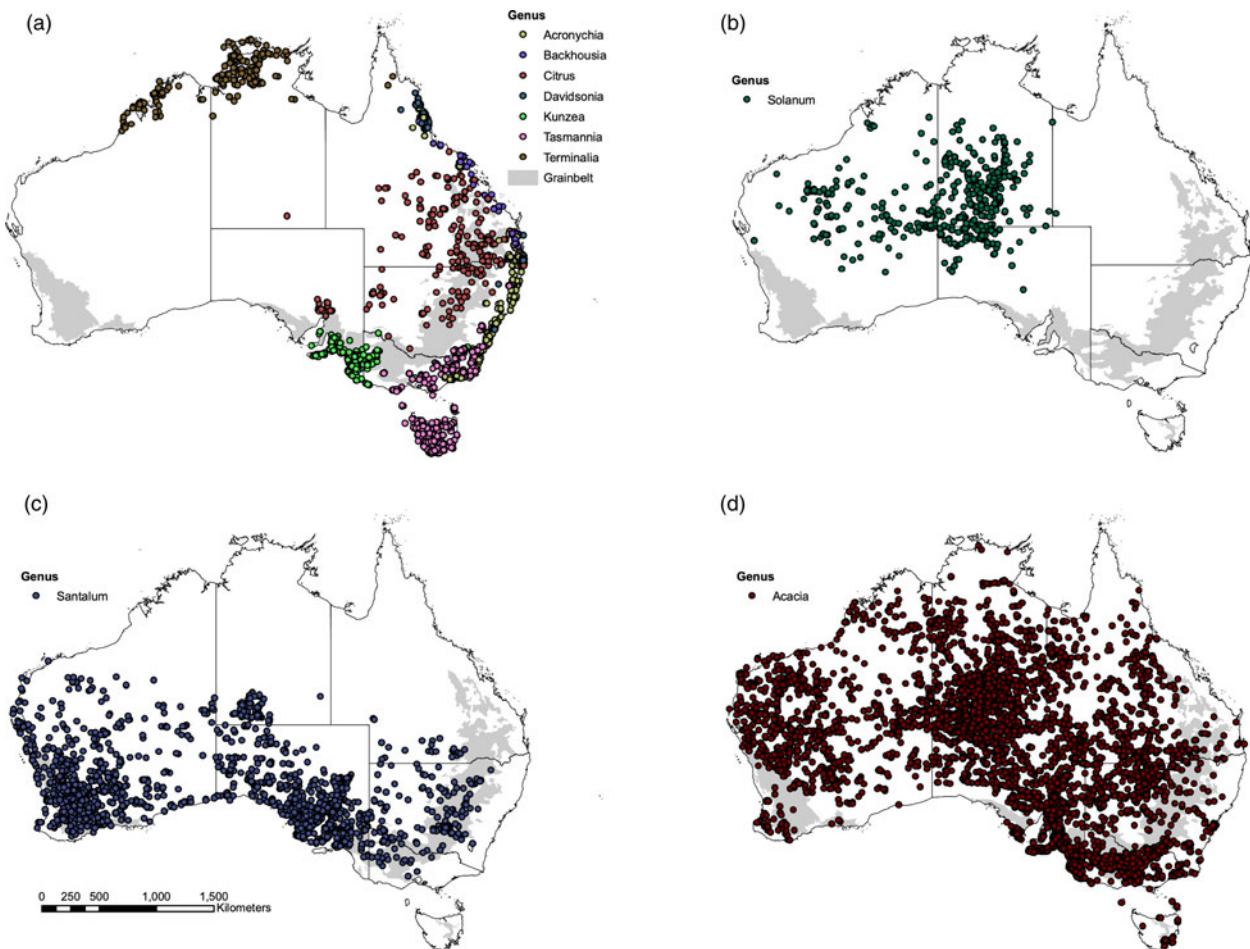 (a)
Genus
Acronychia
Backhousia
Citrus
Davidsonia
Kunzea
Tasmannia
Terminalia
Grainbelt
(b)
Genus
Solanum
(c)
Genus
Santalum
0 250 500 1,000 1,500
Kilometers
(d)
Genus
Acacia